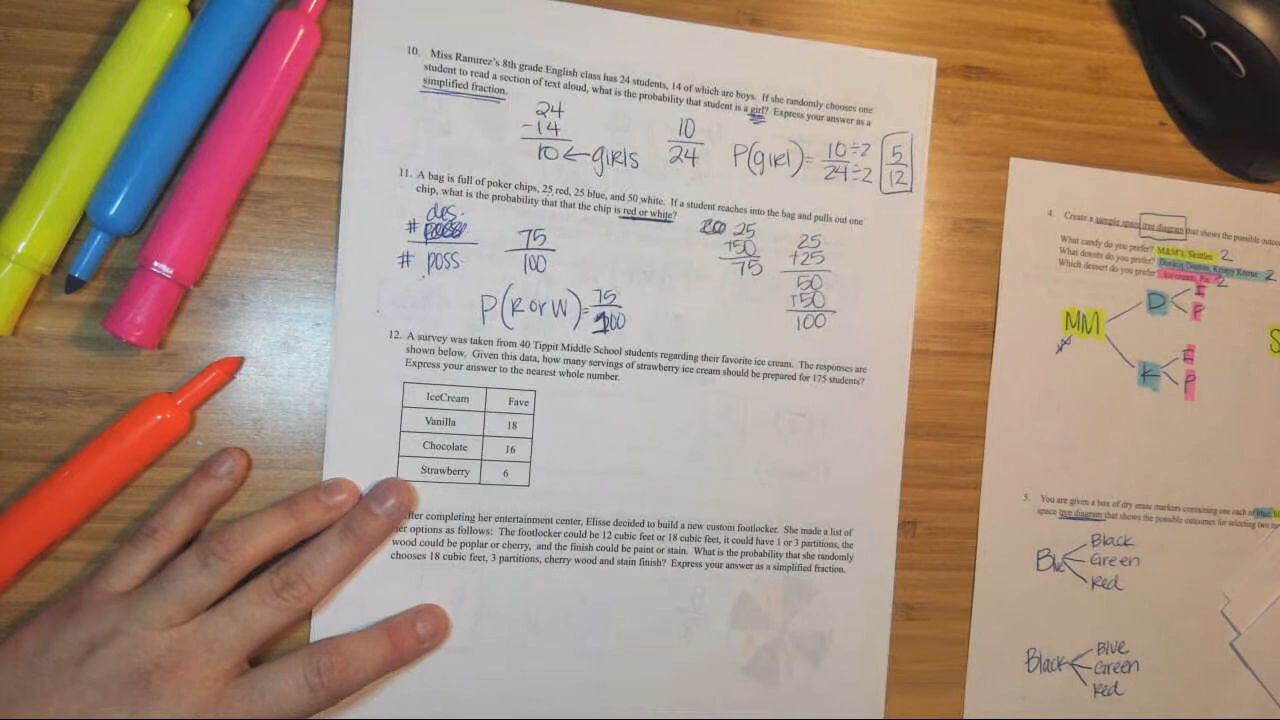 10. Miss Ramirez's 8th grade English class has 24 students, 14 of which are boys. If she randomly chooses one
student to read a section of text aloud, what is the probability that student is a girl? Express your answer as a
simplified fraction.
24
-14
10 ← GIRLS
10
24
P(GIRL) = 10÷2
24÷2
5
12
11. A bag is full of poker chips, 25 red, 25 blue, and 50 white. If a student reaches into the bag and pulls out one
chip, what is the probability that that the chip is red or white?
# des.
# poss
75
100
25
+50
75
25
+25
50
+50
100
P(R or W) = 75
100
12. A survey was taken from 40 Tippit Middle School students regarding their favorite ice cream. The responses are
shown below. Given this data, how many servings of strawberry ice cream should be prepared for 175 students?
Express your answer to the nearest whole number.
IceCream Fave
Vanilla 18
Chocolate 16
Strawberry 6
After completing her entertainment center, Elisse decided to build a new custom footlocker. She made a list of
her options as follows: The footlocker could be 12 cubic feet or 18 cubic feet, it could have 1 or 3 partitions, the
wood could be poplar or cherry, and the finish could be paint or stain. What is the probability that she randomly
chooses 18 cubic feet, 3 partitions, cherry wood and stain finish? Express your answer as a simplified fraction.
4. Create a sample space tree diagram that shows the possible
What candy do you prefer? M&M's, Skittles 2
What donuts do you prefer? Dunkin Donuts, Krispy Kreme 2
Which dessert do you prefer? Ice cream, 2
MM
D
I
P
K
I
P
S
5. You are given a box of dry erase markers containing one each of blue,
space tree diagram that shows the possible outcomes for selecting two
Blue
Black
Green
Red
Black
Blue
Green
Red